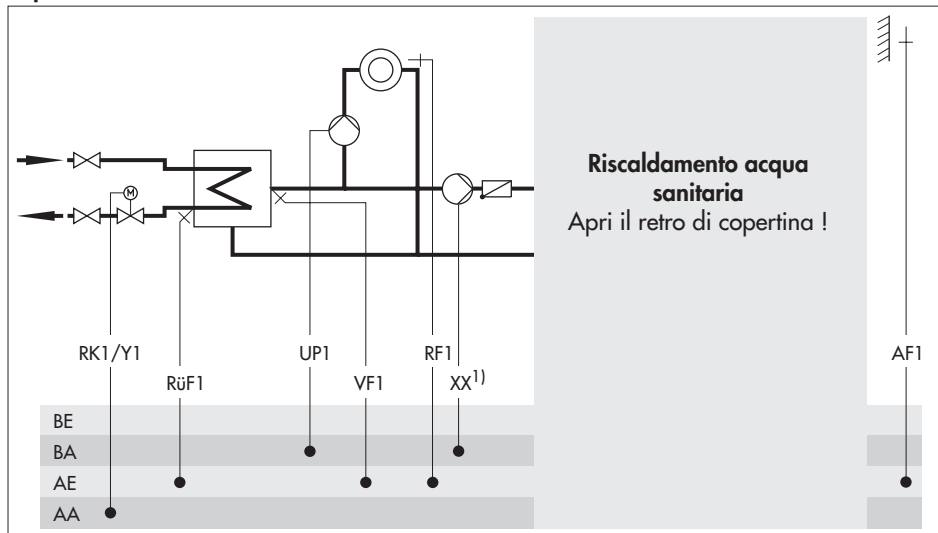 M
Riscaldamento acqua
sanitaria
Apri il retro di copertina !
RK1/Y1
UP1
RF1
AF1
RüF1
VF1
XX1)
BE
BA
AE
AA